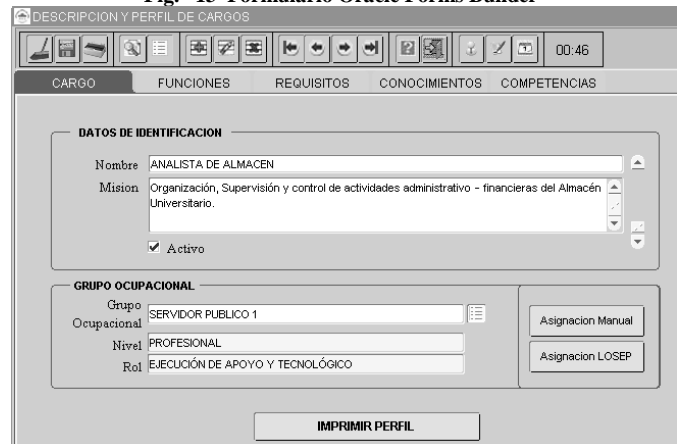 Fig. 15 Formulario Oracle Forms Builder
DESCRIPCION Y PERFIL DE CARGOS
00:46
CARGO FUNCIONES REQUISITOS CONOCIMIENTOS COMPETENCIAS
DATOS DE IDENTIFICACION
Nombre ANALISTA DE ALMACEN
Mision Organización, Supervisión y control de actividades administrativo - financieras del Almacén
Universitario.
Activo
GRUPO OCUPACIONAL
Grupo
Ocupacional SERVIDOR PUBLICO 1
Asignacion Manual
Nivel PROFESIONAL
Asignacion LOSEP
Rol EJECUCIÓN DE APOYO Y TECNOLÓGICO
IMPRIMIR PERFIL